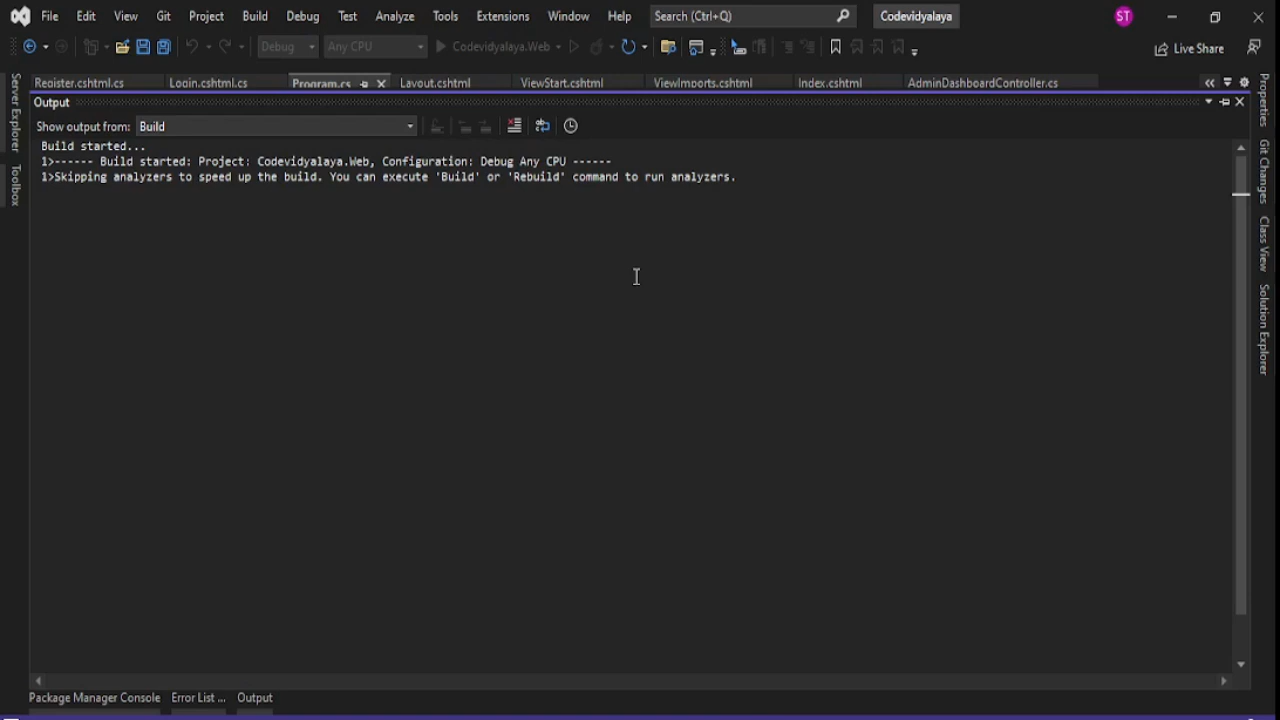 File Edit View Git Project Build Debug Test Analyze Tools Extensions Window Help Search (Ctrl+Q) Codevidyalaya ST
Debug Any CPU Codevidyalaya.Web Live Share
Register.cshtml.cs Login.cshtml.cs Program.cs Layout.cshtml ViewStart.cshtml ViewImports.cshtml Index.cshtml AdminDashboardController.cs
Output
Show output from: Build
Build started...
1>------ Build started: Project: Codevidyalaya.Web, Configuration: Debug Any CPU ------
1>Skipping analyzers to speed up the build. You can execute 'Build' or 'Rebuild' command to run analyzers.
Server Explorer
Toolbox
Properties
Git Changes
Class View
Solution Explorer
Package Manager Console Error List ... Output